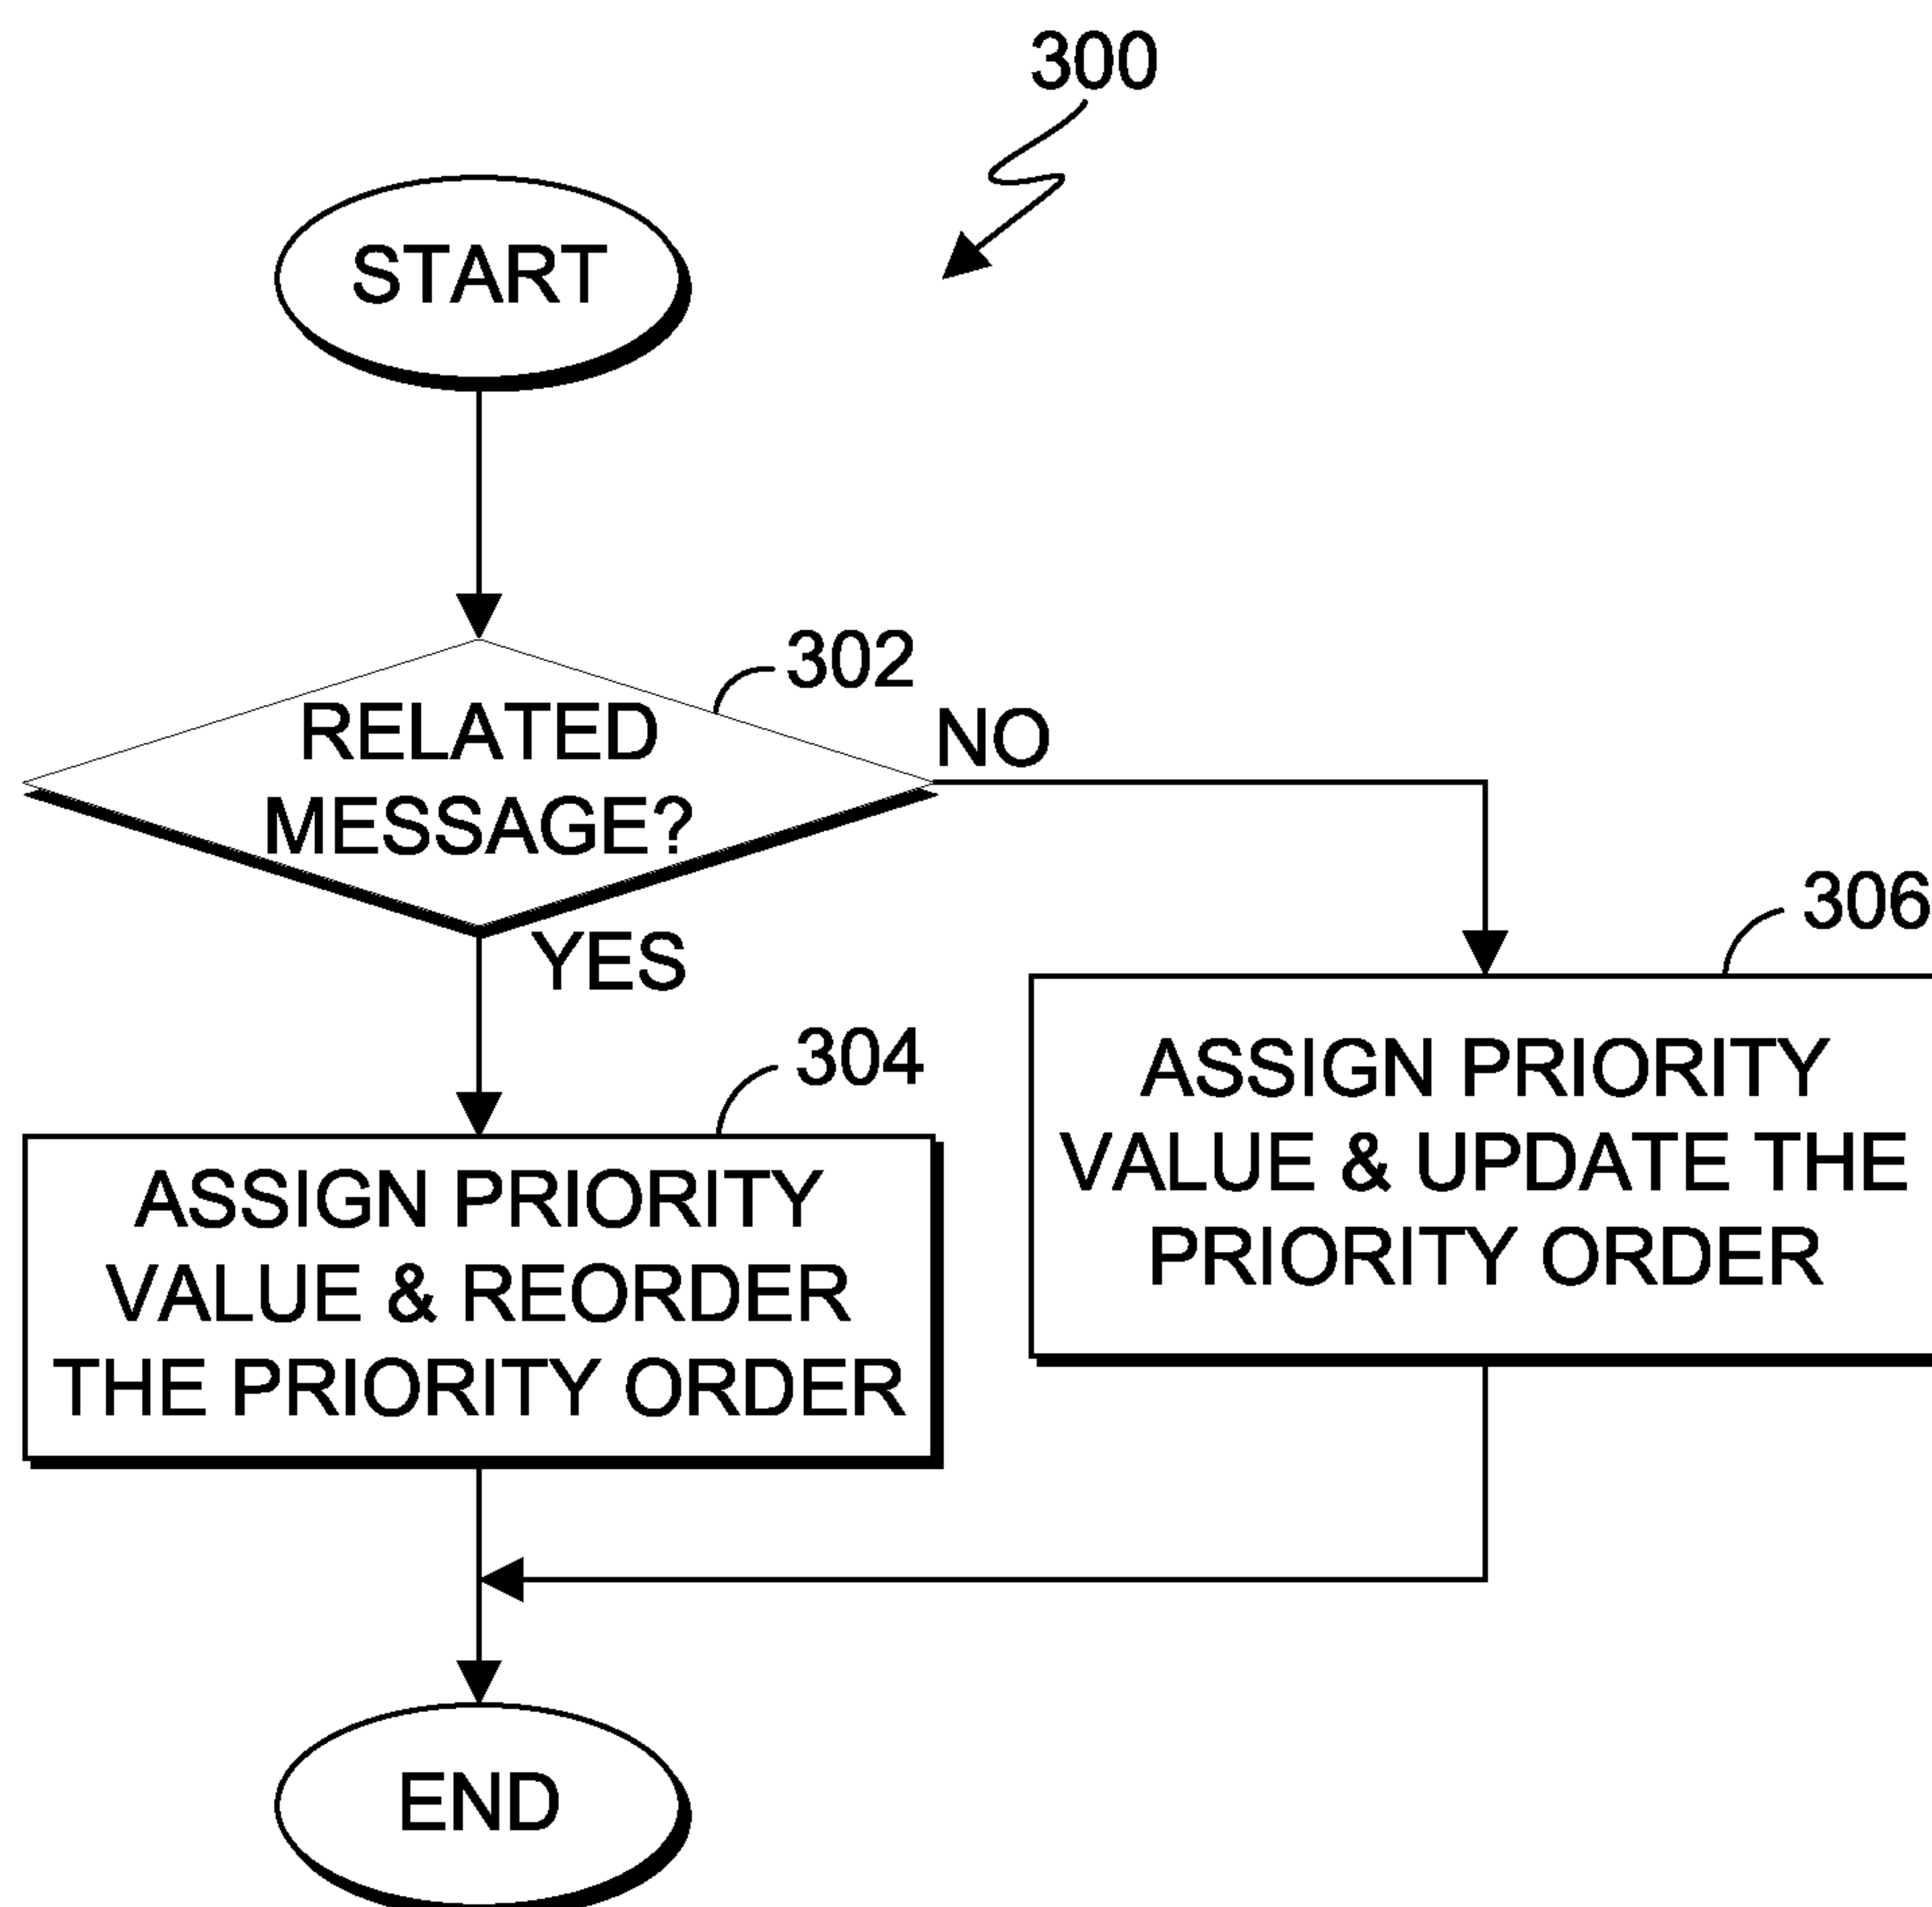 300
START
302
RELATED
MESSAGE?
NO
YES
306
304
ASSIGN PRIORITY
VALUE & UPDATE THE
PRIORITY ORDER
ASSIGN PRIORITY
VALUE & REORDER
THE PRIORITY ORDER
END